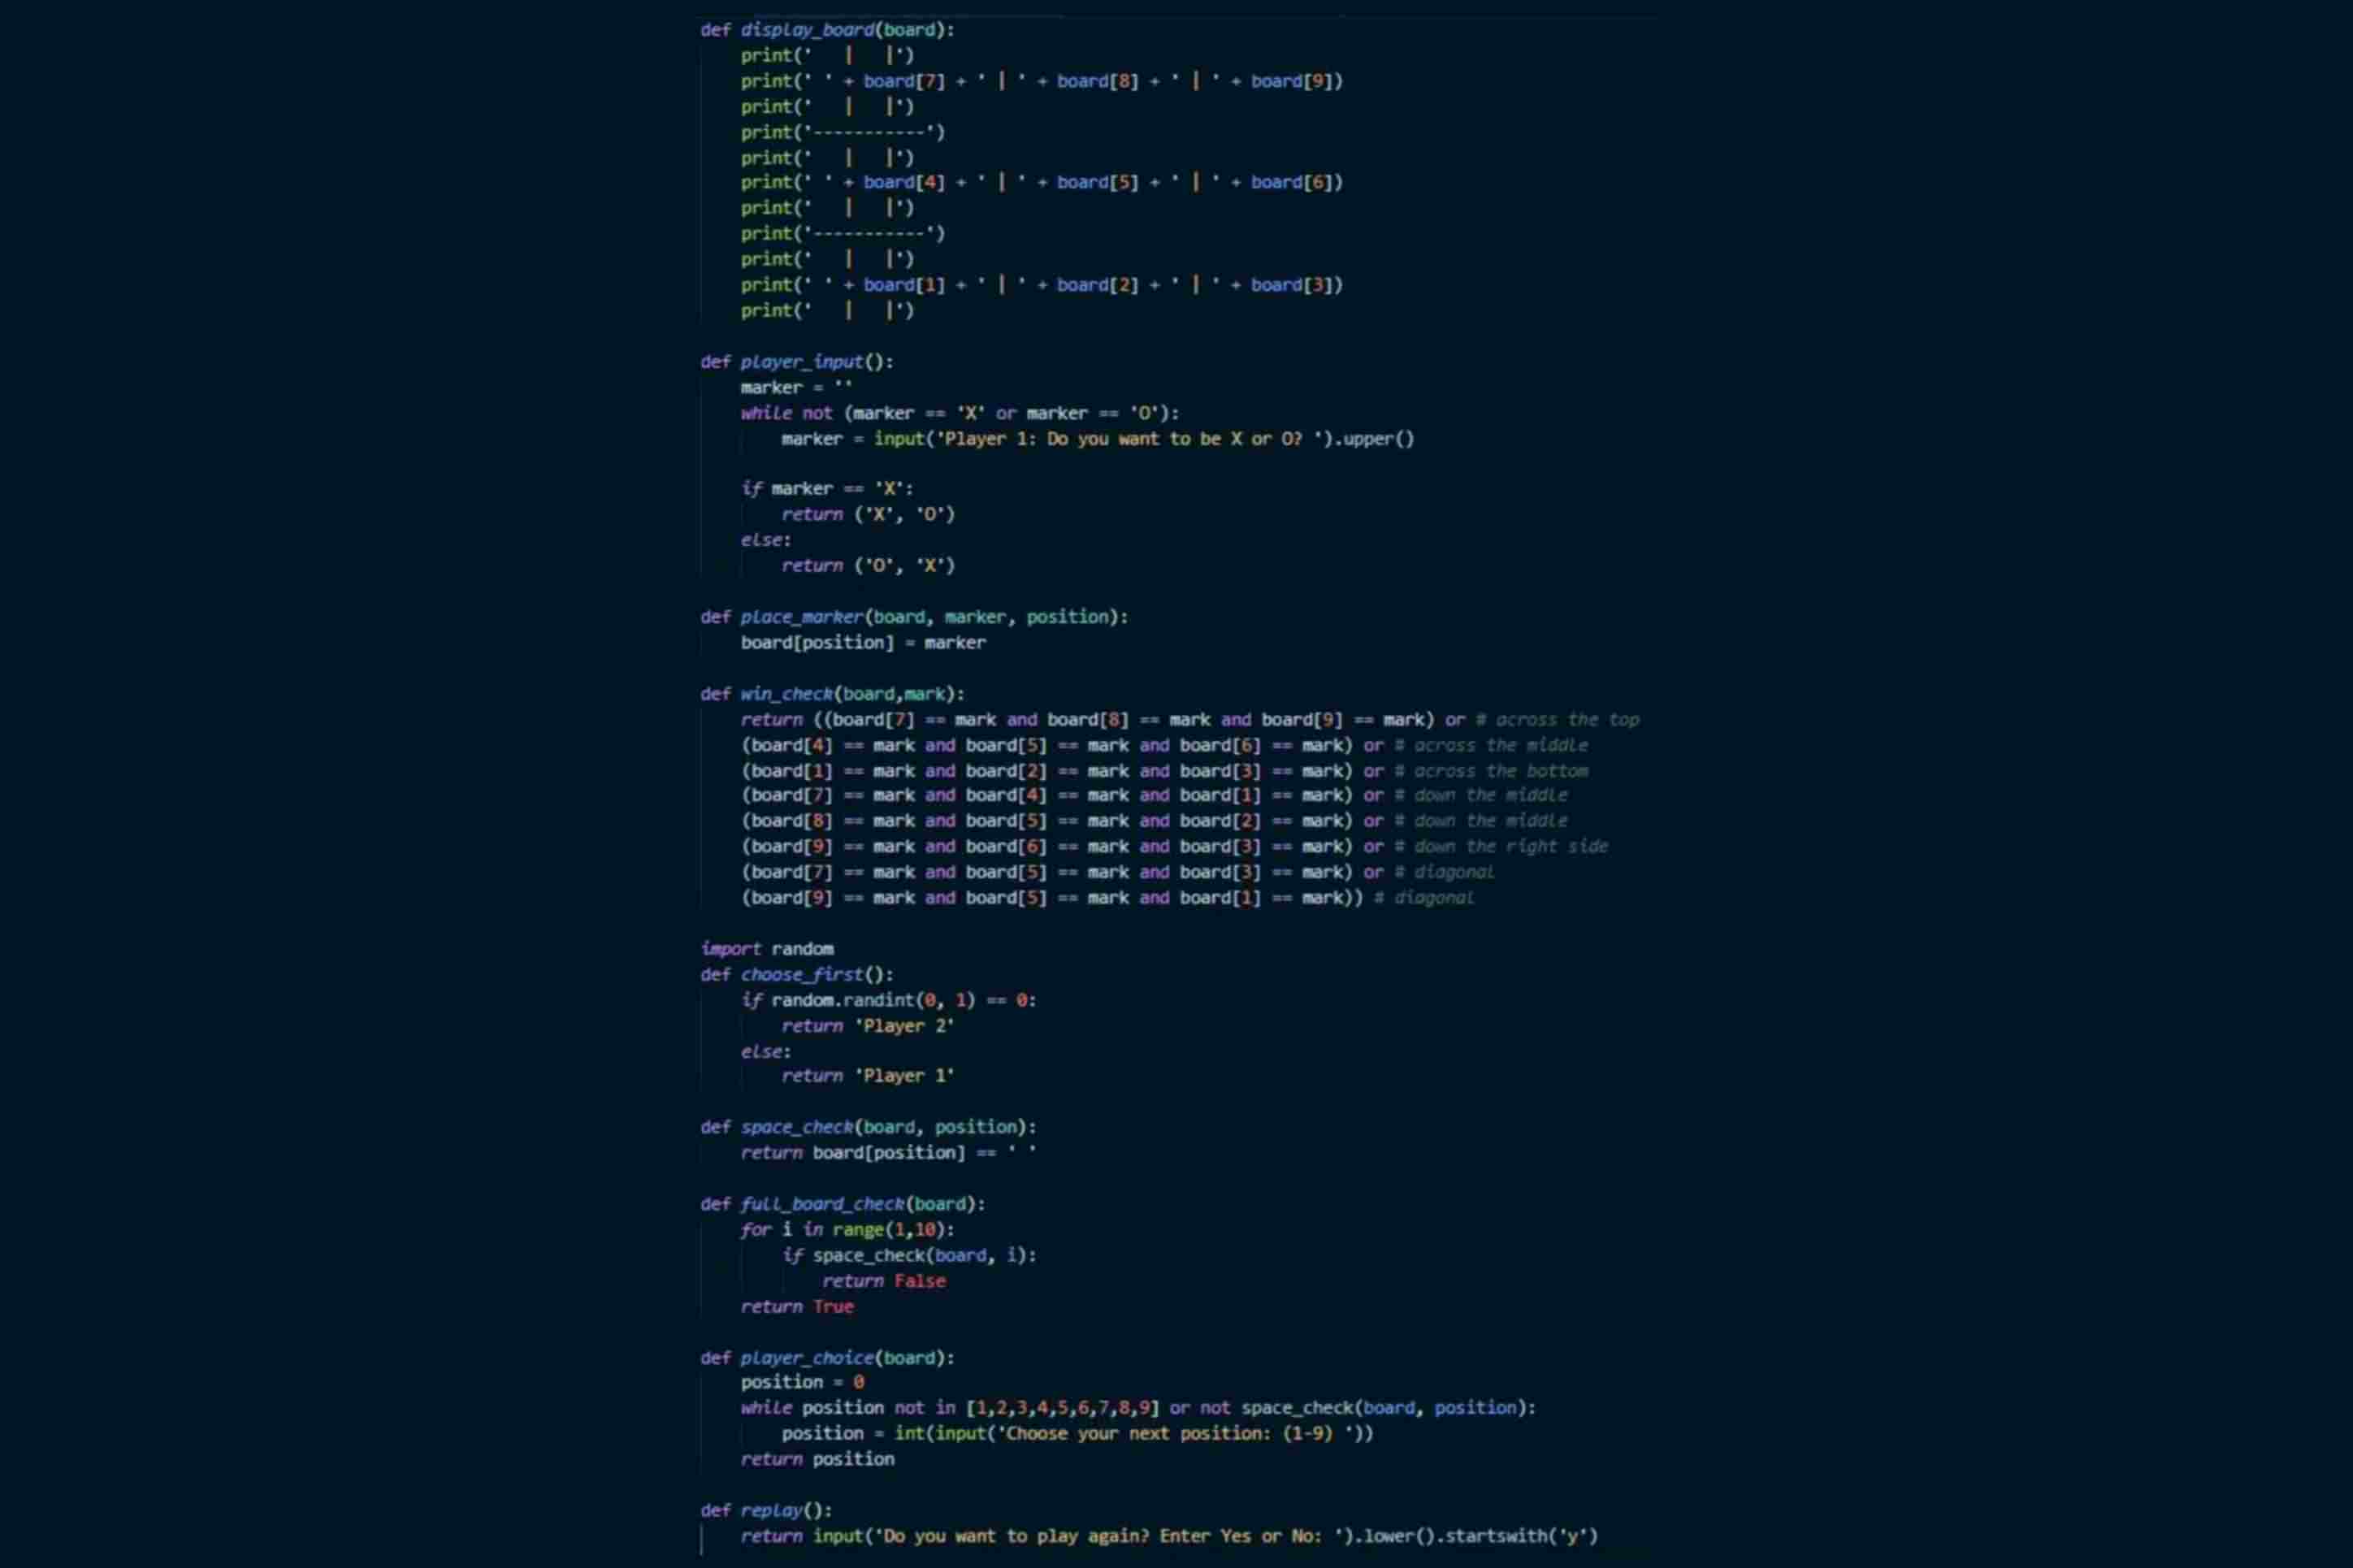 def display_board(board):
    print('   |   |')
    print(' ' + board[7] + ' | ' + board[8] + ' | ' + board[9])
    print('   |   |')
    print('-----------')
    print('   |   |')
    print(' ' + board[4] + ' | ' + board[5] + ' | ' + board[6])
    print('   |   |')
    print('-----------')
    print('   |   |')
    print(' ' + board[1] + ' | ' + board[2] + ' | ' + board[3])
    print('   |   |')

def player_input():
    marker = ''
    while not (marker == 'X' or marker == 'O'):
        marker = input('Player 1: Do you want to be X or O? ').upper()

    if marker == 'X':
        return ('X', 'O')
    else:
        return ('O', 'X')

def place_marker(board, marker, position):
    board[position] = marker

def win_check(board,mark):
    return ((board[7] == mark and board[8] == mark and board[9] == mark) or # across the top
    (board[4] == mark and board[5] == mark and board[6] == mark) or # across the middle
    (board[1] == mark and board[2] == mark and board[3] == mark) or # across the bottom
    (board[7] == mark and board[4] == mark and board[1] == mark) or # down the middle
    (board[8] == mark and board[5] == mark and board[2] == mark) or # down the middle
    (board[9] == mark and board[6] == mark and board[3] == mark) or # down the right side
    (board[7] == mark and board[5] == mark and board[3] == mark) or # diagonal
    (board[9] == mark and board[5] == mark and board[1] == mark)) # diagonal

import random
def choose_first():
    if random.randint(0, 1) == 0:
        return 'Player 2'
    else:
        return 'Player 1'

def space_check(board, position):
    return board[position] == ' '

def full_board_check(board):
    for i in range(1,10):
        if space_check(board, i):
            return False
    return True

def player_choice(board):
    position = 0
    while position not in [1,2,3,4,5,6,7,8,9] or not space_check(board, position):
        position = int(input('Choose your next position: (1-9) '))
    return position

def replay():
    return input('Do you want to play again? Enter Yes or No: ').lower().startswith('y')